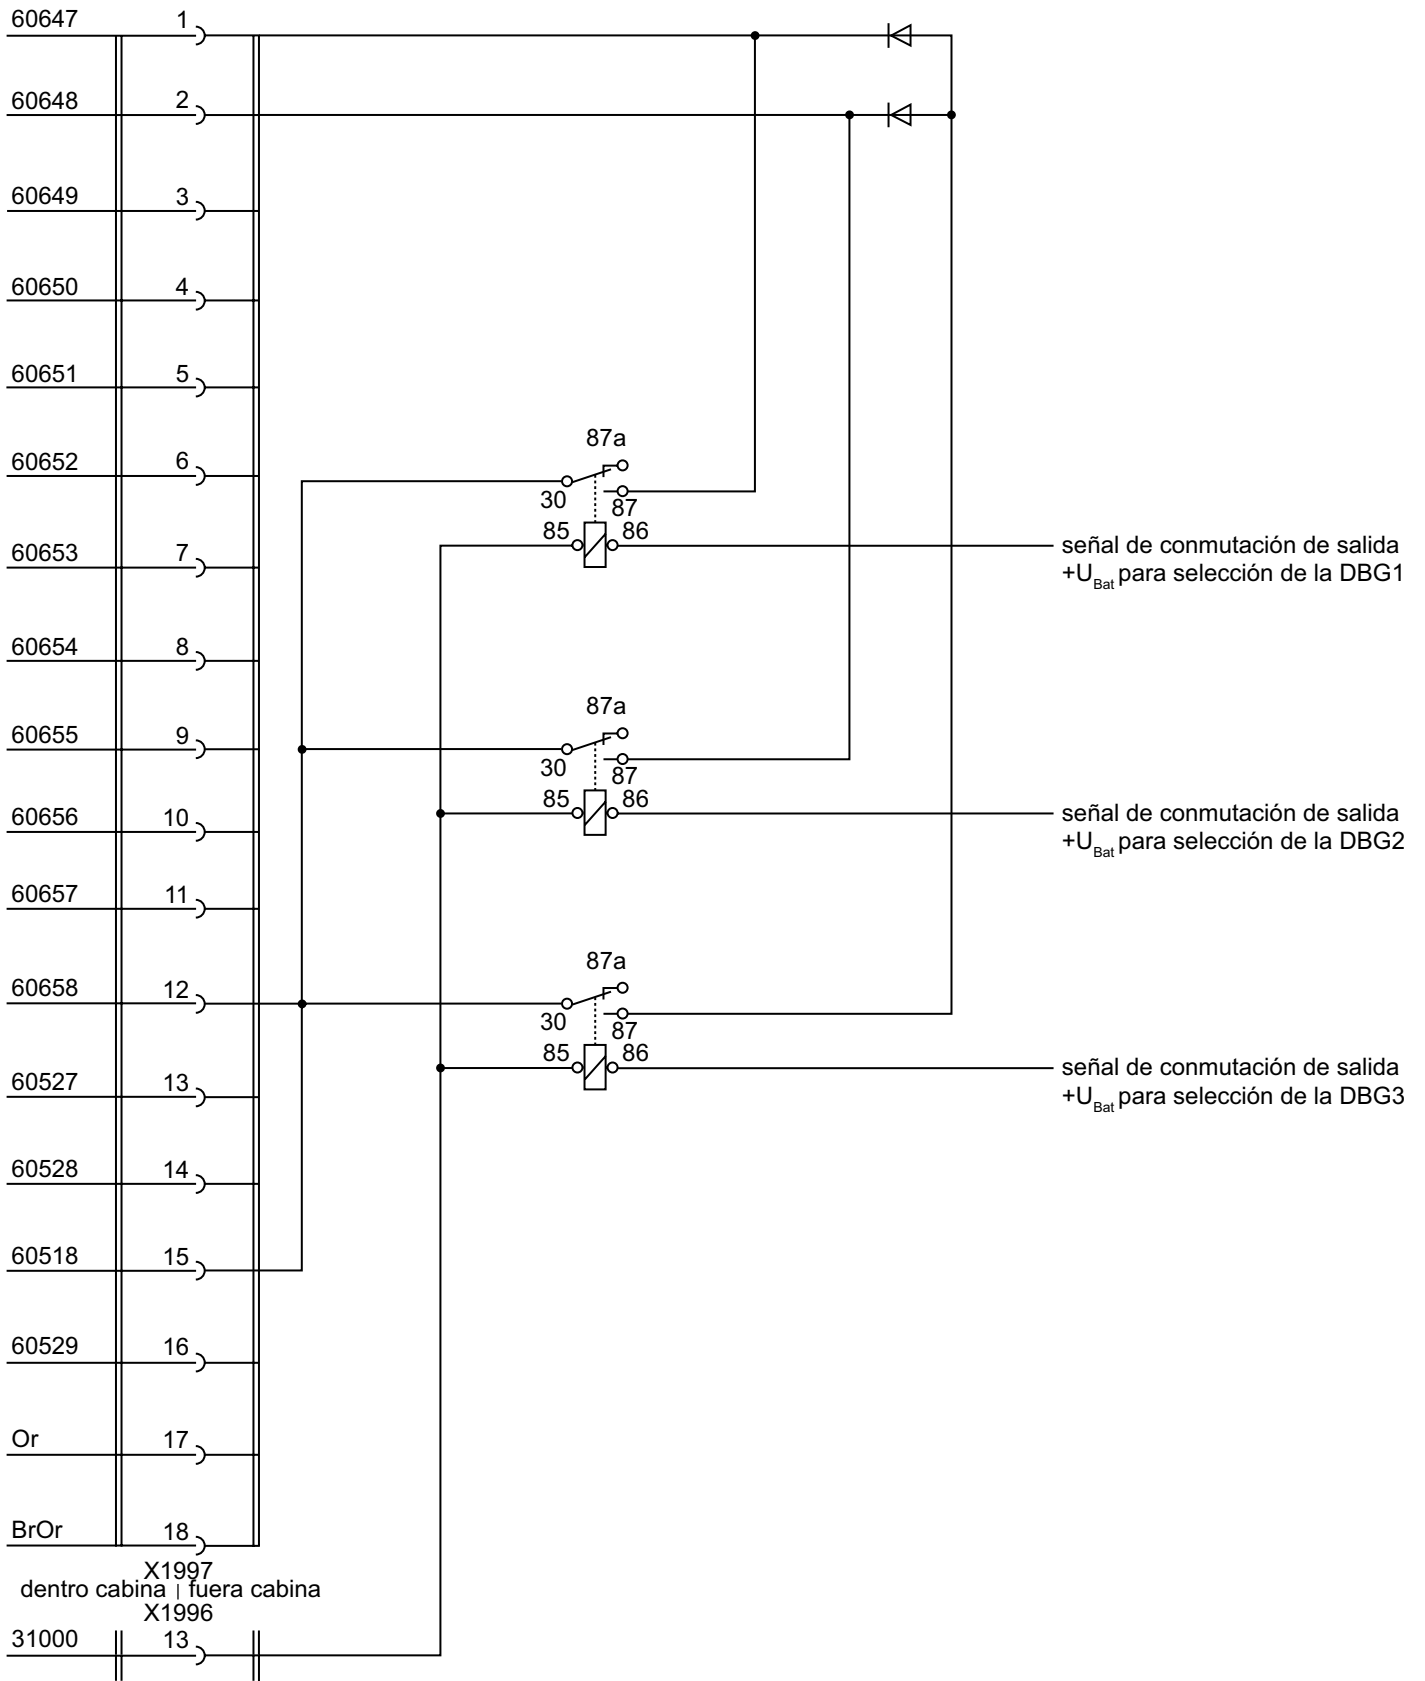 60647 1
60648 2
60649 3
60650 4
60651 5
87a
60652 6
30 87
85 86
60653 7
señal de conmutación de salida
+UBat para selección de la DBG1
60654 8
87a
60655 9
30 87
85 86
60656 10
señal de conmutación de salida
+UBat para selección de la DBG2
60657 11
87a
60658 12
30 87
85 86
60527 13
señal de conmutación de salida
+UBat para selección de la DBG3
60528 14
60518 15
60529 16
Or 17
BrOr 18
X1997
dentro cabina | fuera cabina
X1996
31000 13